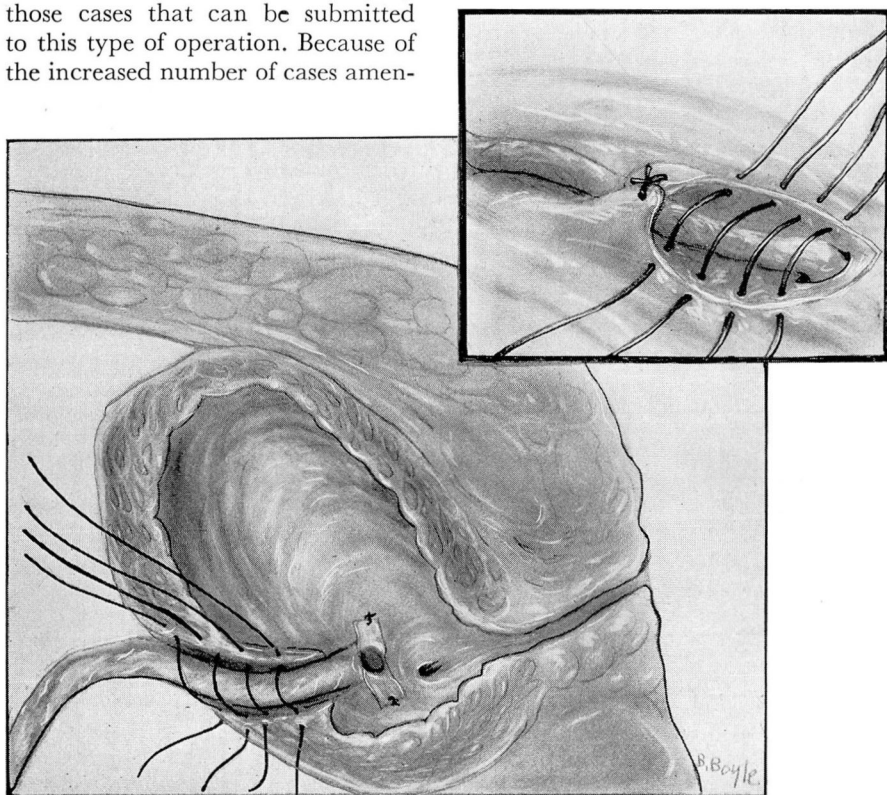 those cases that can be submitted
to this type of operation. Because of
the increased number of cases amen-
B. Boyle